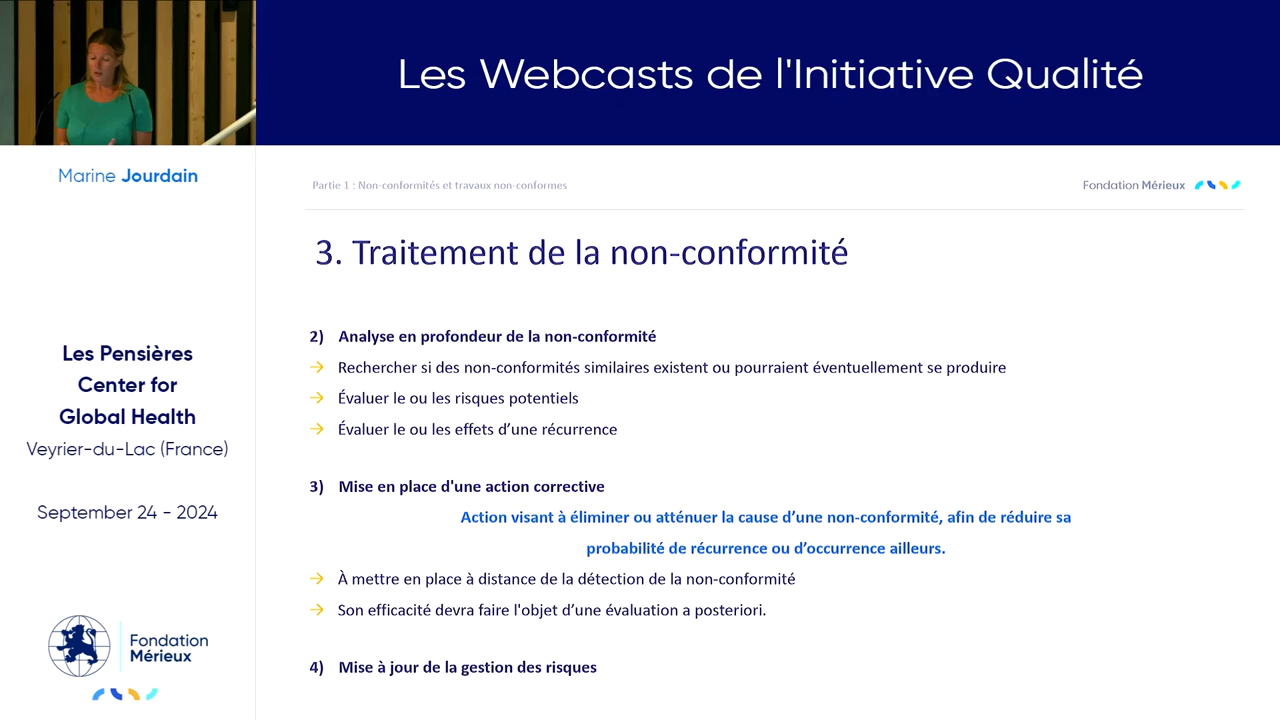 Les Webcasts de l'Initiative Qualité
Marine Jourdain
Les Pensières
Center for
Global Health
Veyrier-du-Lac (France)
September 24 - 2024
Fondation
Mérieux
Partie 1 : Non-conformités et travaux non-conformes
Fondation Mérieux
3. Traitement de la non-conformité
2) Analyse en profondeur de la non-conformité
→ Rechercher si des non-conformités similaires existent ou pourraient éventuellement se produire
→ Évaluer le ou les risques potentiels
→ Évaluer le ou les effets d’une récurrence
3) Mise en place d'une action corrective
Action visant à éliminer ou atténuer la cause d’une non-conformité, afin de réduire sa
probabilité de récurrence ou d’occurrence ailleurs.
→ À mettre en place à distance de la détection de la non-conformité
→ Son efficacité devra faire l'objet d’une évaluation a posteriori.
4) Mise à jour de la gestion des risques